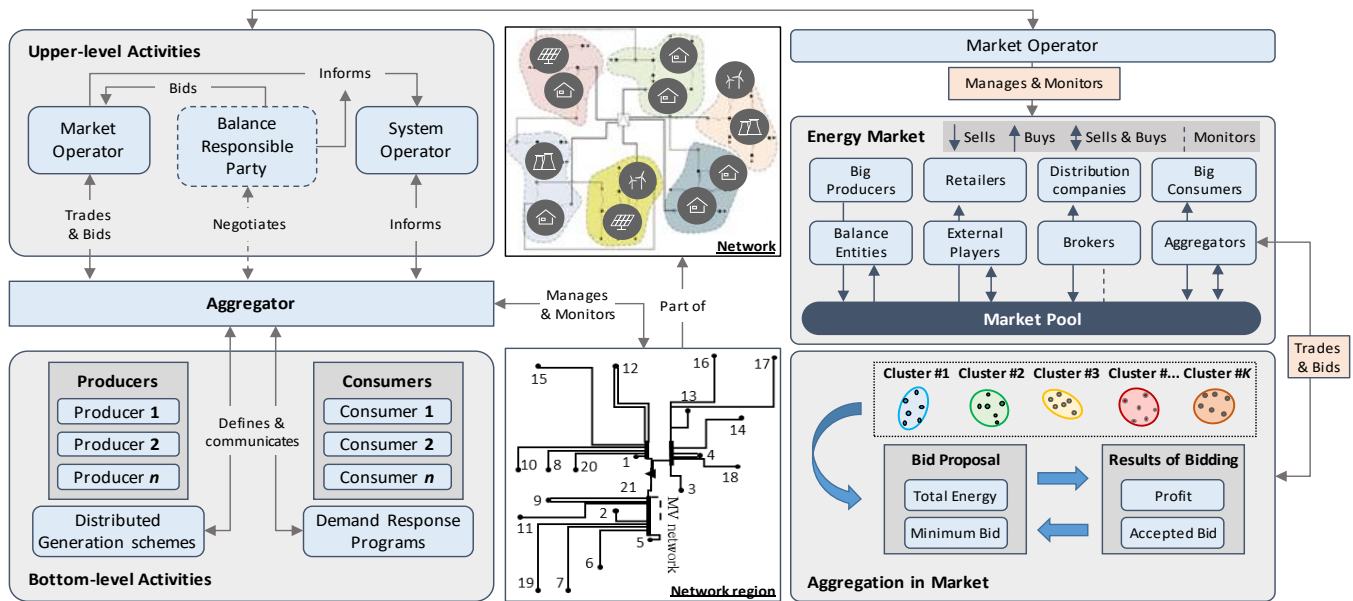 Upper-level Activities
Informs
Bids
Market
Operator
Balance
Responsible
Party
System
Operator
Trades
& Bids
Negotiates
Informs
Aggregator
Producers
Producer 1
Producer 2
Producer n
Consumers
Consumer 1
Consumer 2
Consumer n
Defines &
communicates
Distributed
Generation schemes
Demand Response
Programs
Bottom-level Activities
Network
Manages
& Monitors
Part of
15
12
16
17
13
14
10
8
20
1
4
18
3
21
9
2
11
MV network
5
6
19
7
Network region
Market Operator
Manages & Monitors
Energy Market
Sells
Buys
Sells & Buys
Monitors
Big
Producers
Retailers
Distribution
companies
Big
Consumers
Balance
Entities
External
Players
Brokers
Aggregators
Market Pool
Trades
& Bids
Cluster #1
Cluster #2
Cluster #3
Cluster #...
Cluster #K
Bid Proposal
Total Energy
Minimum Bid
Results of Bidding
Profit
Accepted Bid
Aggregation in Market